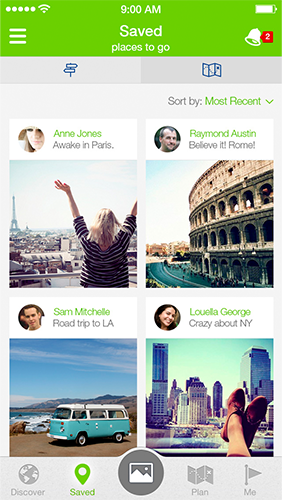 9:00 AM
Saved
places to go
2
Sort by: Most Recent
Anne Jones
Awake in Paris.
Raymond Austin
Believe it! Rome!
Sam Mitchelle
Road trip to LA
Louella George
Crazy about NY
Discover
Saved
Plan
Me